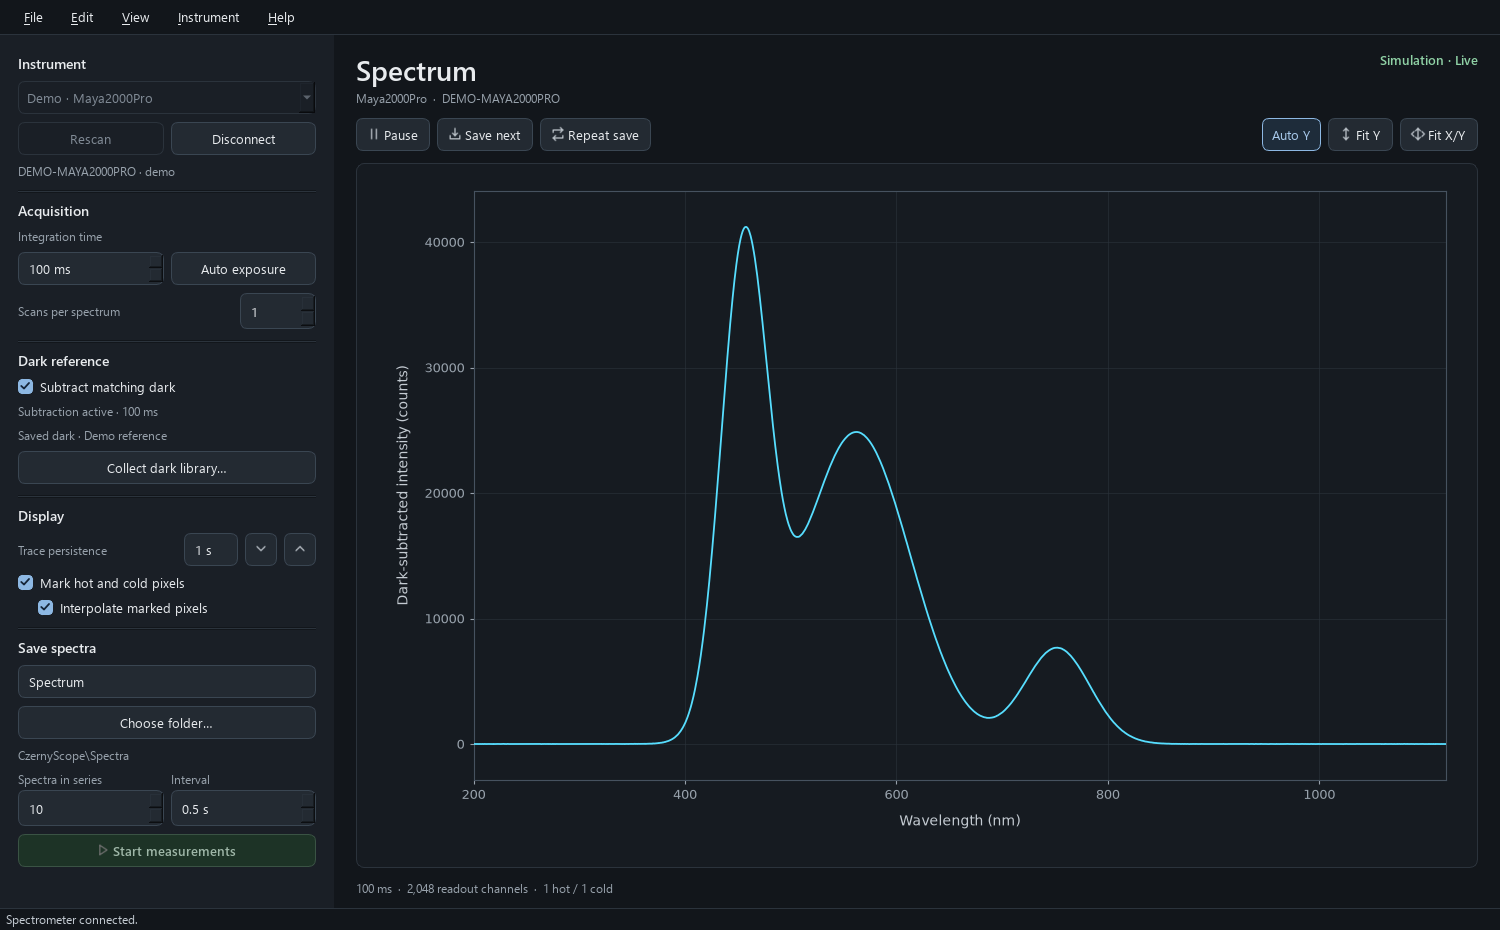 File Edit View Instrument Help
Instrument
Demo · Maya2000Pro
Rescan Disconnect
DEMO-MAYA2000PRO · demo
Acquisition
Integration time
100 ms Auto exposure
Scans per spectrum 1
Dark reference
Subtract matching dark
Subtraction active · 100 ms
Saved dark · Demo reference
Collect dark library...
Display
Trace persistence 1 s
Mark hot and cold pixels
Interpolate marked pixels
Save spectra
Spectrum
Choose folder...
CzernyScope\Spectra
Spectra in series Interval
10 0.5 s
Start measurements
Spectrum
Simulation · Live
Maya2000Pro · DEMO-MAYA2000PRO
Pause Save next Repeat save Auto Y Fit Y Fit X/Y
Dark-subtracted intensity (counts)
40000
30000
20000
10000
0
200 400 600 800 1000
Wavelength (nm)
100 ms · 2,048 readout channels · 1 hot / 1 cold
Spectrometer connected.